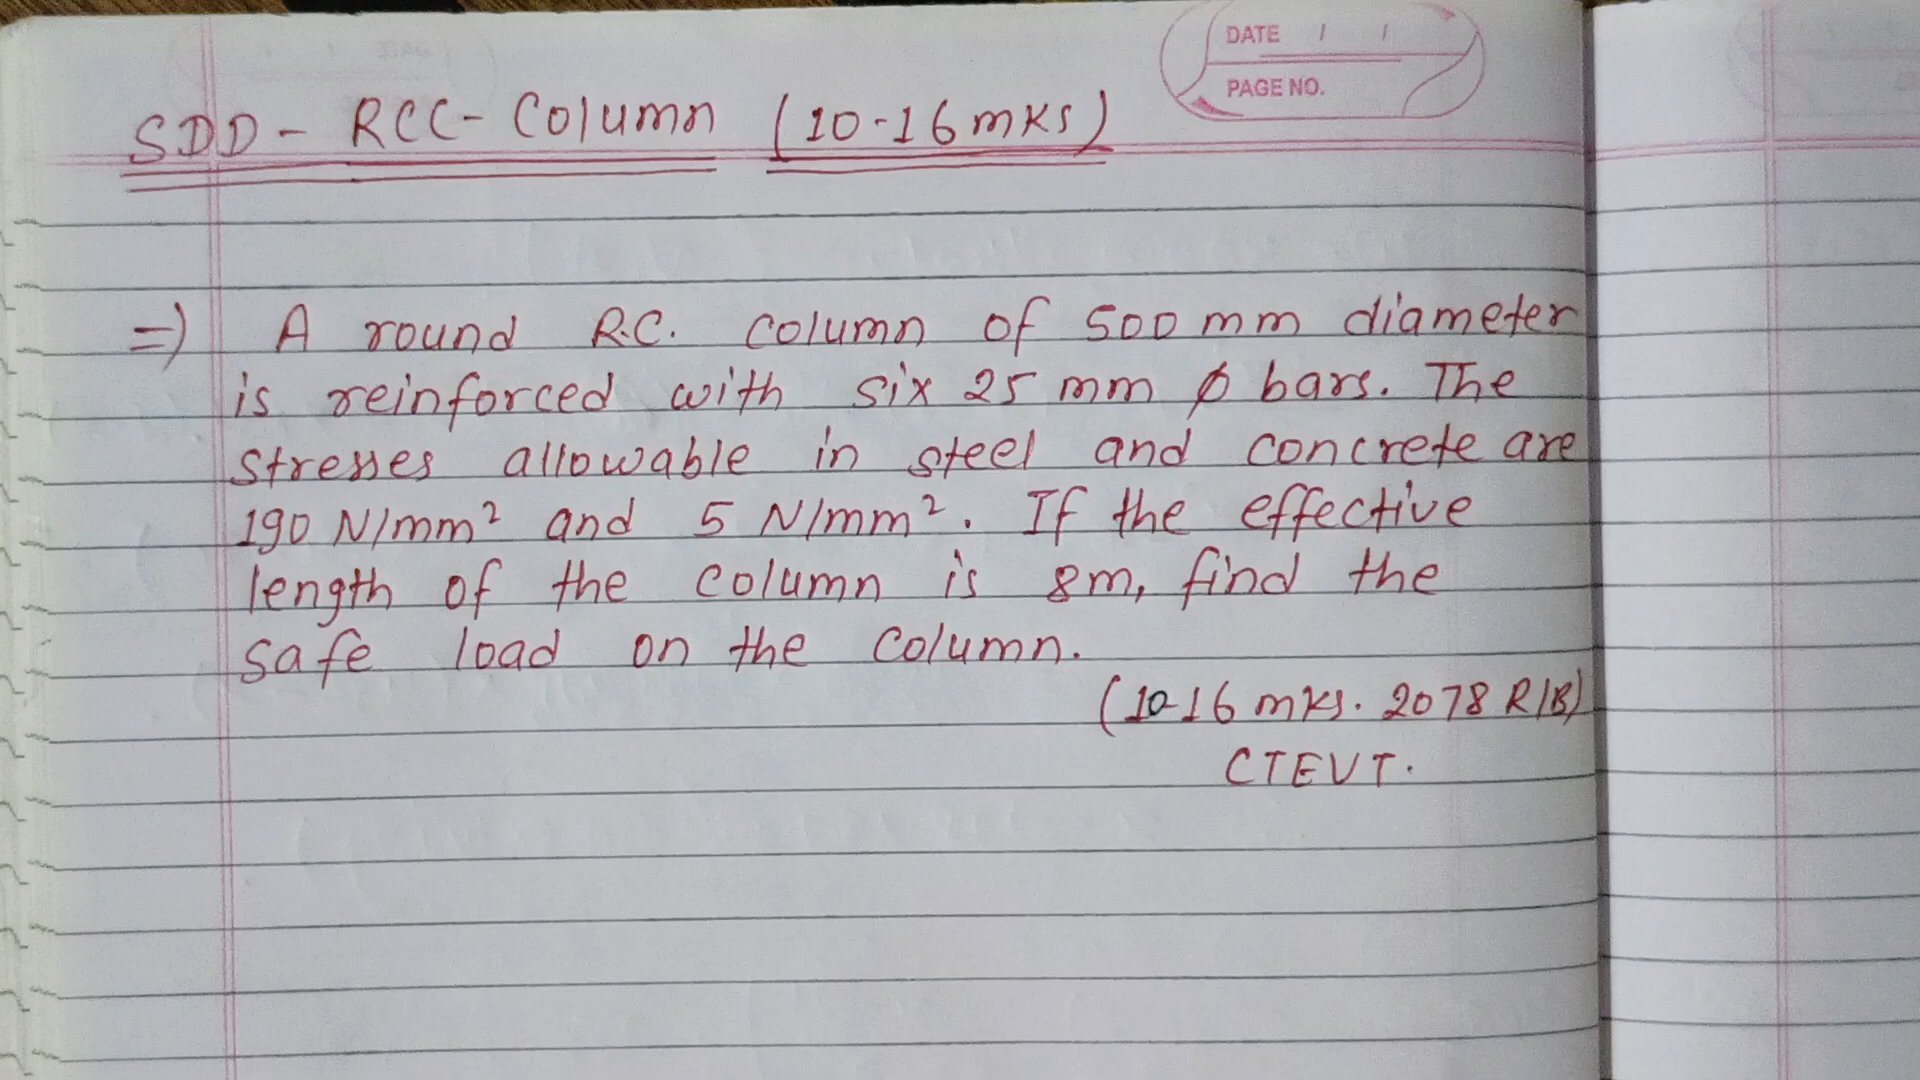 DATE / /
PAGE NO.
SDD - RCC - Column (10-16 mks)
=) A round R.C. column of 500 mm diameter
is reinforced with six 25 mm ϕ bars. The
stresses allowable in steel and concrete are
190 N/mm² and 5 N/mm². If the effective
length of the column is 8m, find the
safe load on the column.
(10-16 mks. 2078 R/B)
CTEVT.